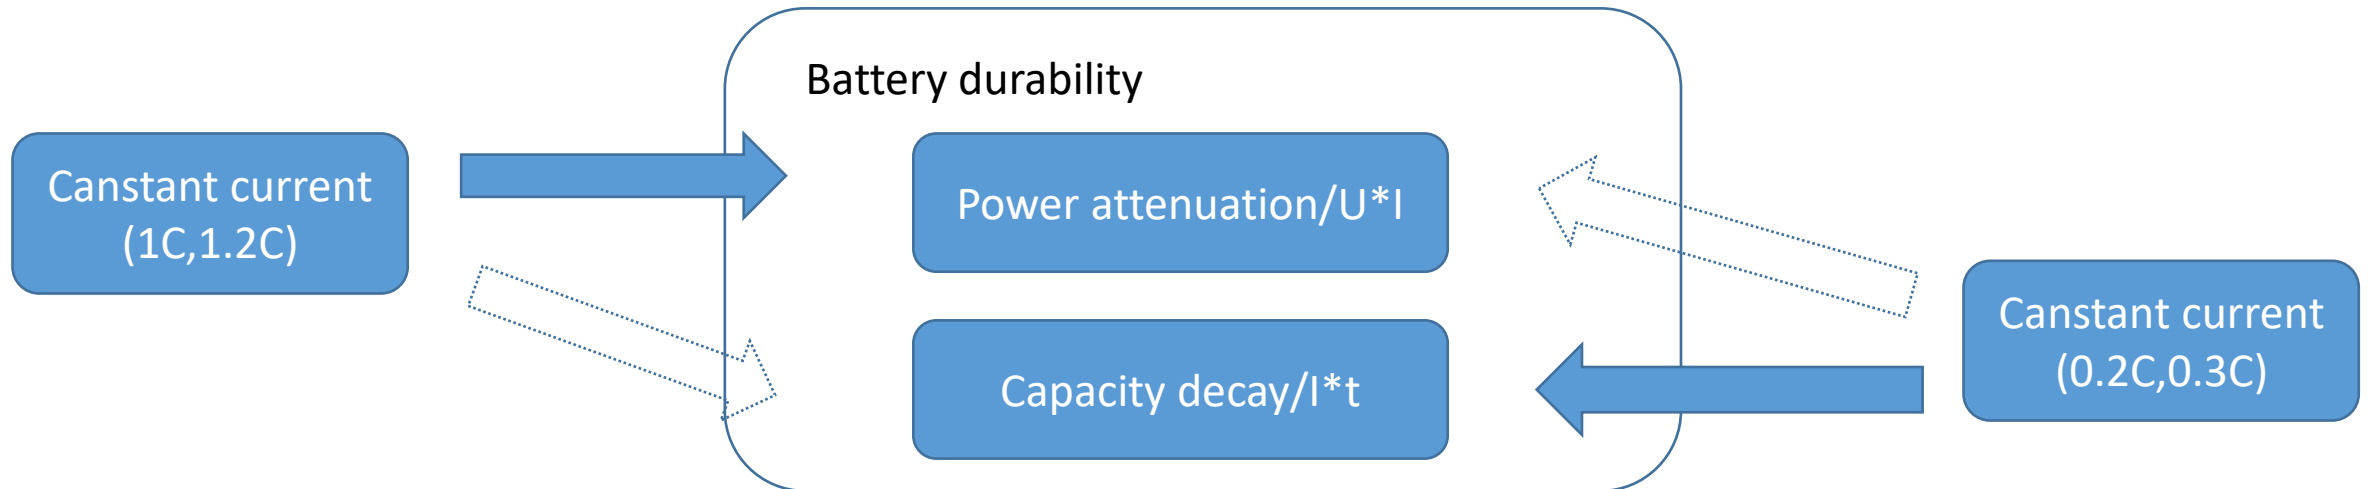 Battery durability
Canstant current
(1C,1.2C)
Power attenuation/U*I
Capacity decay/I*t
Canstant current
(0.2C,0.3C)